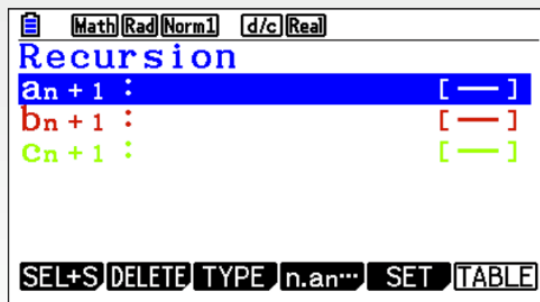 Math Rad Norm1 d/c Real
Recursion
an+1 : [—]
bn+1 : [—]
cn+1 : [—]
SEL+S DELETE TYPE n.an… SET TABLE